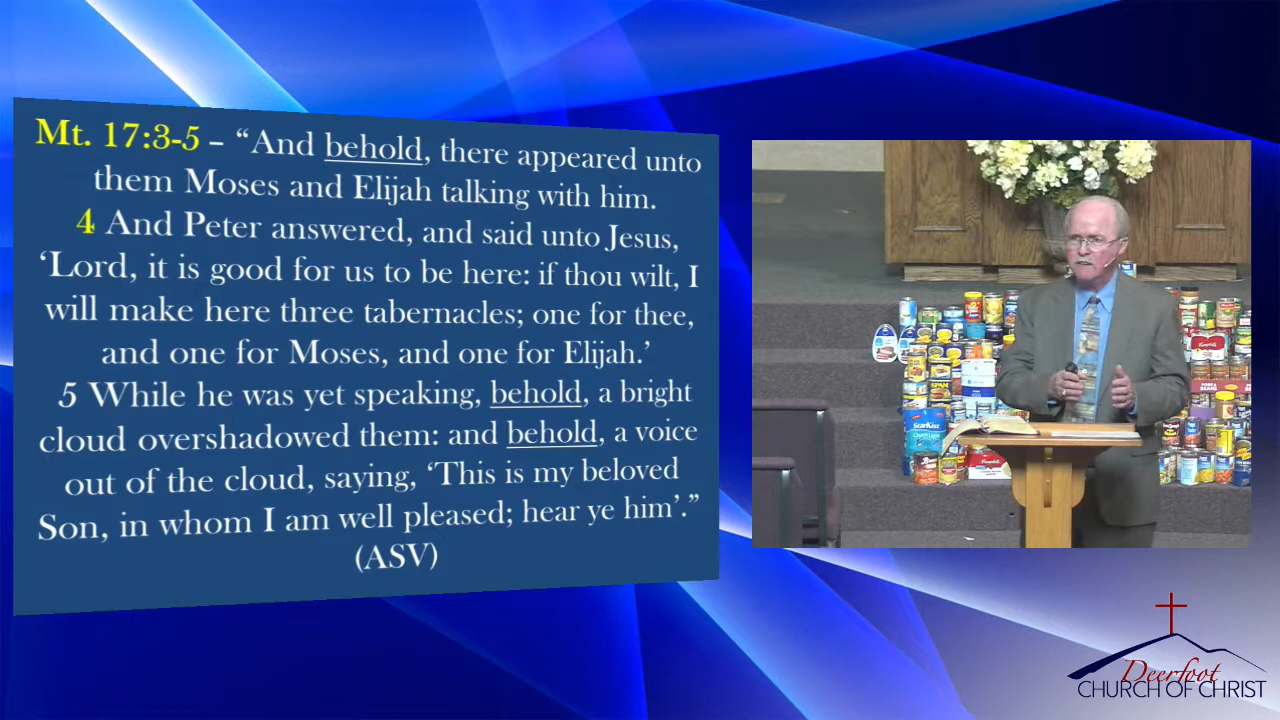 Mt. 17:3-5 – “And behold, there appeared unto
them Moses and Elijah talking with him.
4 And Peter answered, and said unto Jesus,
‘Lord, it is good for us to be here: if thou wilt, I
will make here three tabernacles; one for thee,
and one for Moses, and one for Elijah.’
5 While he was yet speaking, behold, a bright
cloud overshadowed them: and behold, a voice
out of the cloud, saying, ‘This is my beloved
Son, in whom I am well pleased; hear ye him’.”
(ASV)
SPAM
StarKist
Campbell's
Deerfoot
CHURCH OF CHRIST